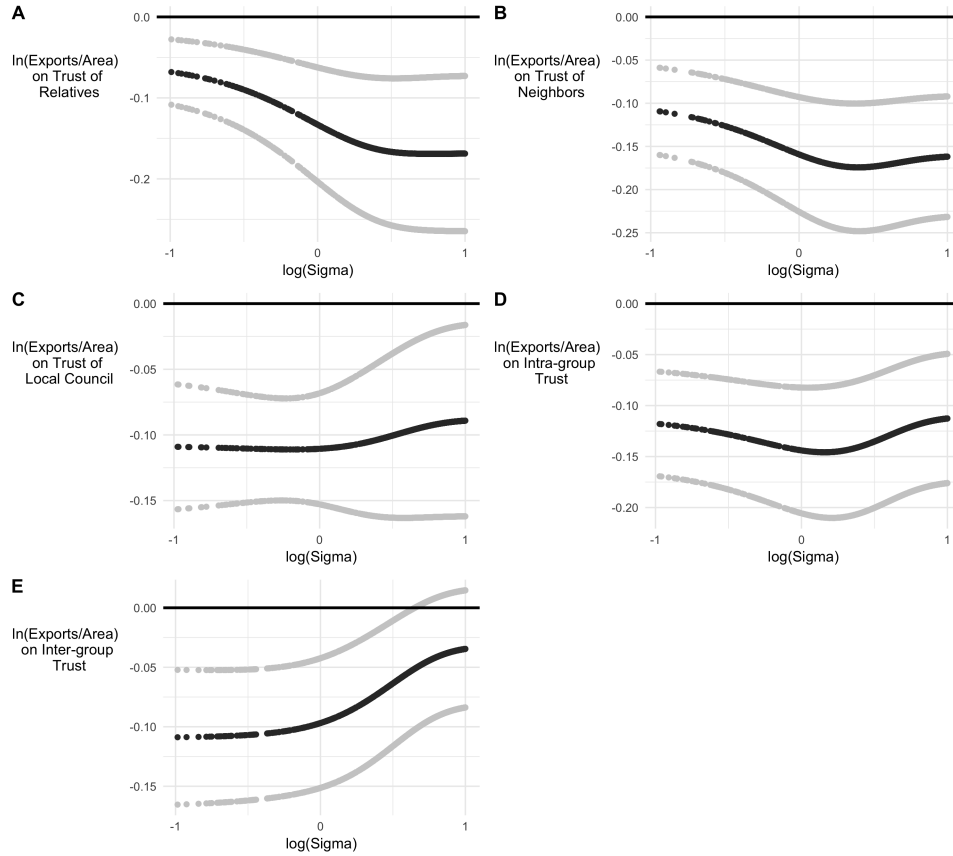 A
ln(Exports/Area)
on Trust of
Relatives
0.0
-0.1
-0.2
-1
0
1
log(Sigma)
B
ln(Exports/Area)
on Trust of
Neighbors
0.00
-0.05
-0.10
-0.15
-0.20
-0.25
-1
0
1
log(Sigma)
C
ln(Exports/Area)
on Trust of
Local Council
0.00
-0.05
-0.10
-0.15
-1
0
1
log(Sigma)
D
ln(Exports/Area)
on Intra-group
Trust
0.00
-0.05
-0.10
-0.15
-0.20
-1
0
1
log(Sigma)
E
ln(Exports/Area)
on Inter-group
Trust
0.00
-0.05
-0.10
-0.15
-1
0
1
log(Sigma)